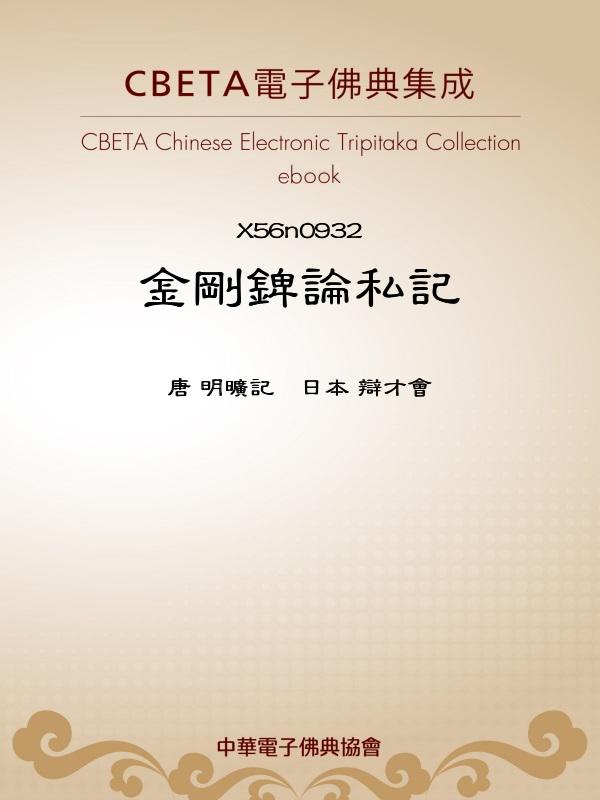 CBETA電子佛典集成
CBETA Chinese Electronic Tripitaka Collection
ebook
X56n0932
金剛錍論私記
唐 明曠記　日本 辯才會
中華電子佛典協會